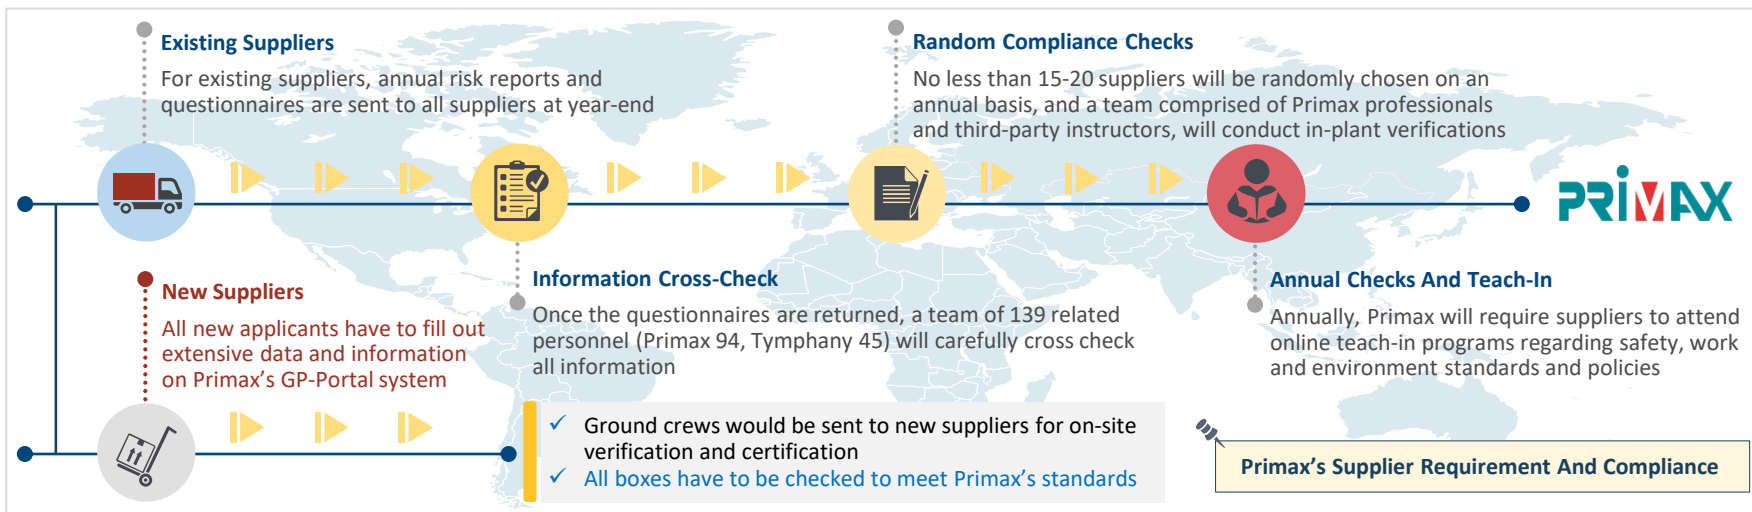 Existing Suppliers
For existing suppliers, annual risk reports and
questionnaires are sent to all suppliers at year-end
Random Compliance Checks
No less than 15-20 suppliers will be randomly chosen on an
annual basis, and a team comprised of Primax professionals
and third-party instructors, will conduct in-plant verifications
PRIMAX
New Suppliers
All new applicants have to fill out
extensive data and information
on Primax’s GP-Portal system
Information Cross-Check
Once the questionnaires are returned, a team of 139 related
personnel (Primax 94, Tymphany 45) will carefully cross check
all information
Annual Checks And Teach-In
Annually, Primax will require suppliers to attend
online teach-in programs regarding safety, work
and environment standards and policies
✓ Ground crews would be sent to new suppliers for on-site
verification and certification
✓ All boxes have to be checked to meet Primax’s standards
Primax’s Supplier Requirement And Compliance